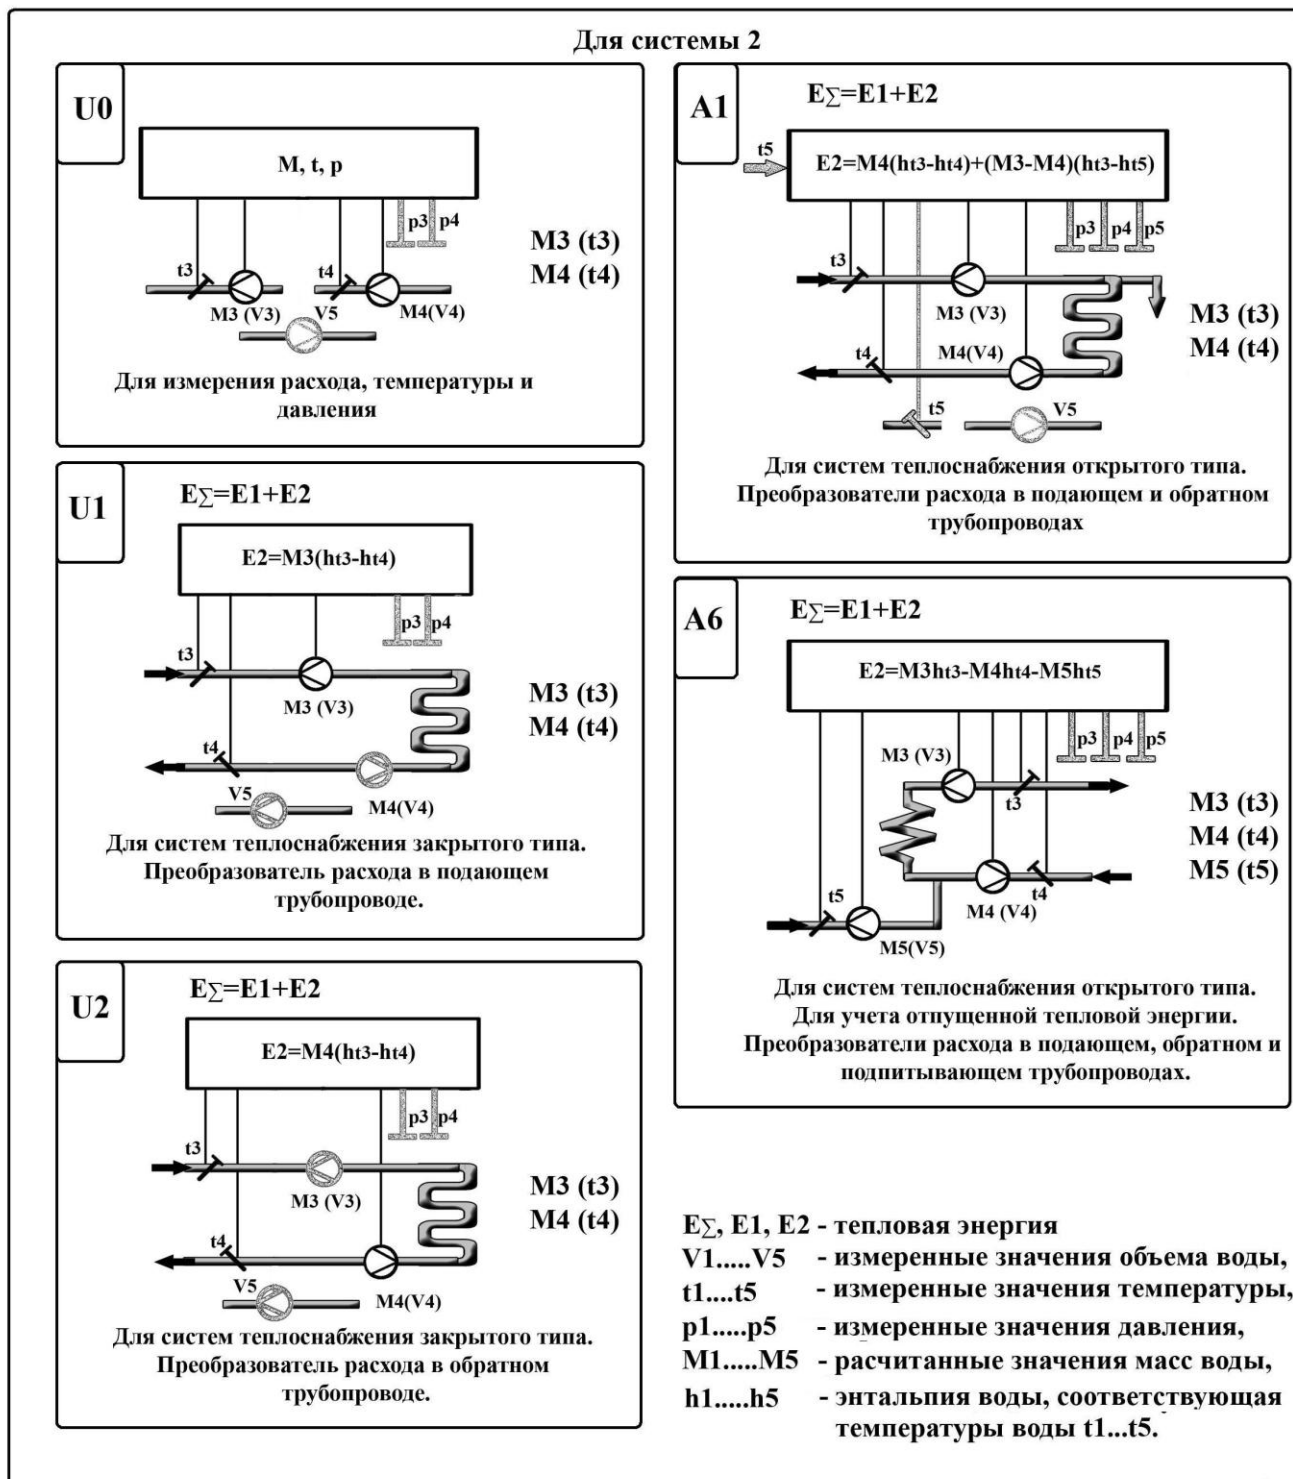 Для системы 2
U0
M, t, p
p3
p4
t3
t4
M3 (t3)
M4 (t4)
M3 (V3)
V5
M4(V4)
Для измерения расхода, температуры и
давления
U1
E∑=E1+E2
E2=M3(ht3-ht4)
p3
p4
t3
M3 (V3)
M3 (t3)
M4 (t4)
t4
V5
M4(V4)
Для систем теплоснабжения закрытого типа.
Преобразователь расхода в подающем
трубопроводе.
U2
E∑=E1+E2
E2=M4(ht3-ht4)
p3
p4
t3
M3 (V3)
M3 (t3)
M4 (t4)
t4
V5
M4(V4)
Для систем теплоснабжения закрытого типа.
Преобразователь расхода в обратном
трубопроводе.
A1
E∑=E1+E2
t5
E2=M4(ht3-ht4)+(M3-M4)(ht3-ht5)
p3
p4
p5
t3
M3 (V3)
M3 (t3)
M4 (t4)
t4
M4(V4)
t5
V5
Для систем теплоснабжения открытого типа.
Преобразователи расхода в подающем и обратном
трубопроводах
A6
E∑=E1+E2
E2=M3ht3-M4ht4-M5ht5
p3
p4
p5
M3 (V3)
t3
M3 (t3)
M4 (t4)
M5 (t5)
t5
M4 (V4)
t4
M5(V5)
Для систем теплоснабжения открытого типа.
Для учета отпущенной тепловой энергии.
Преобразователи расхода в подающем, обратном и
подпитывающем трубопроводах.
E∑, E1, E2 - тепловая энергия
V1.....V5 - измеренные значения объема воды,
t1....t5 - измеренные значения температуры,
p1.....p5 - измеренные значения давления,
M1.....M5 - расчитанные значения масс воды,
h1.....h5 - энтальпия воды, соответствующая
температуры воды t1...t5.